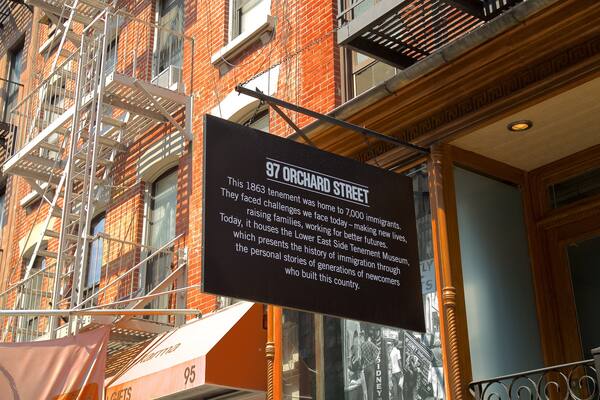 97 ORCHARD STREET
This 1863 tenement was home to 7,000 immigrants.
They faced challenges we face today – making new lives,
raising families, working for better futures.
Today, it houses the Lower East Side Tenement Museum,
which presents the history of immigration through
the personal stories of generations of newcomers
who built this country.
95
SIDNEY